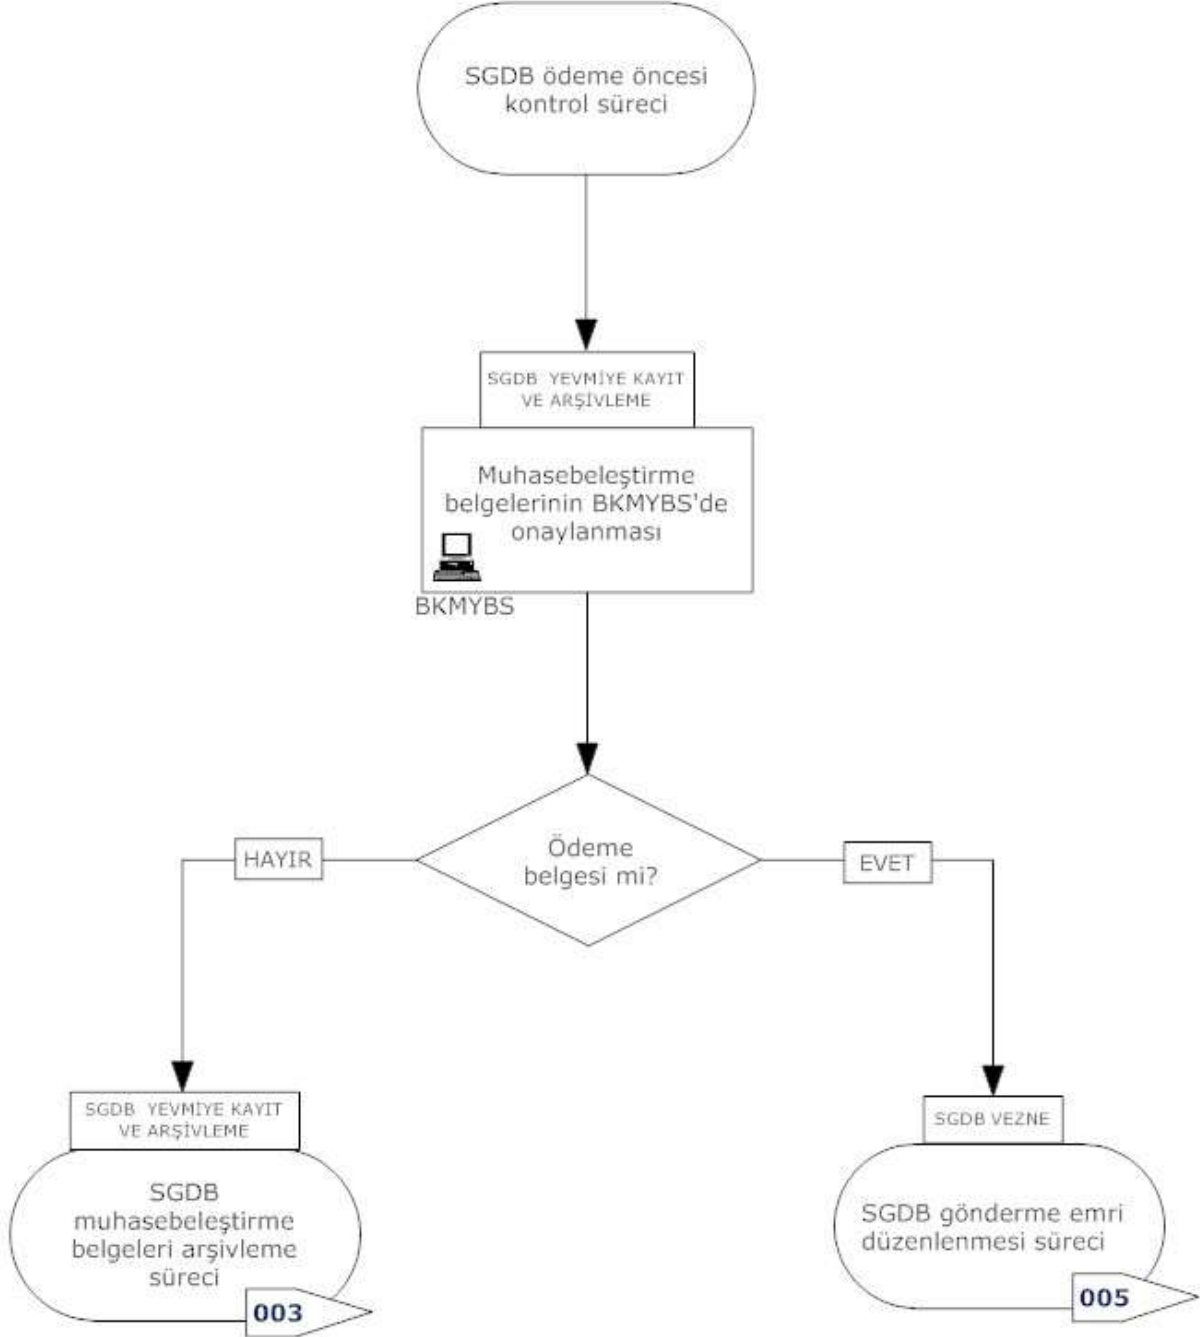 SGDB ödeme öncesi
kontrol süreci
SGDB YEVMİYE KAYIT
VE ARŞİVLEME
Muhasebeleştirme
belgelerinin BKMYBS'de
onaylanması
BKMYBS
Ödeme
belgesi mi?
HAYIR
EVET
SGDB YEVMİYE KAYIT
VE ARŞİVLEME
SGDB
muhasebeleştirme
belgeleri arşivleme
süreci
003
SGDB VEZNE
SGDB gönderme emri
düzenlenmesi süreci
005